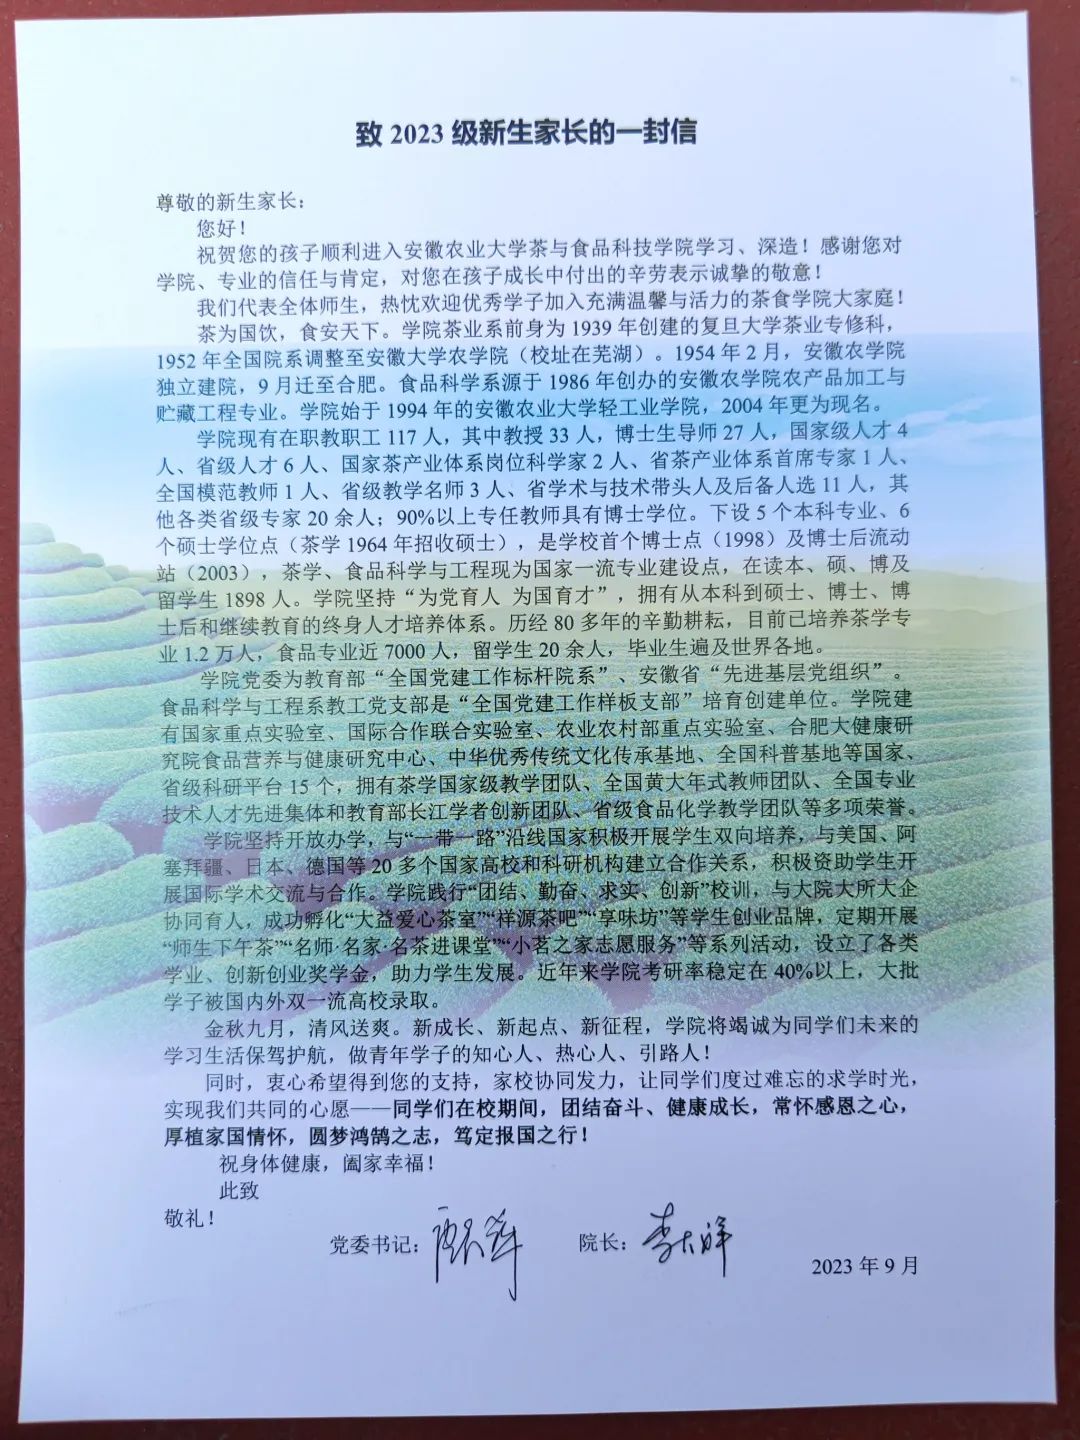 致 2023 级新生家长的一封信
尊敬的新生家长：
您好！
祝贺您的孩子顺利进入安徽农业大学茶与食品科技学院学习、深造！感谢您对
学院、专业的信任与肯定，对您在孩子成长中付出的辛劳表示诚挚的敬意！
我们代表全体师生，热忱欢迎优秀学子加入充满温馨与活力的茶食学院大家庭！
茶为国饮，食安天下。学院茶业系前身为 1939 年创建的复旦大学茶业专修科，
1952 年全国院系调整至安徽大学农学院（校址在芜湖）。1954 年 2 月，安徽农学院
独立建院，9 月迁至合肥。食品科学系源于 1986 年创办的安徽农学院农产品加工与
贮藏工程专业。学院始于 1994 年的安徽农业大学轻工业学院，2004 年更为现名。
学院现有在职教职工 117 人，其中教授 33 人，博士生导师 27 人，国家级人才 4
人、省级人才 6 人、国家茶产业体系岗位科学家 2 人、省茶产业体系首席专家 1 人、
全国模范教师 1 人、省级教学名师 3 人、省学术与技术带头人及后备人选 11 人，其
他各类省级专家 20 余人；90%以上专任教师具有博士学位。下设 5 个本科专业、6
个硕士学位点（茶学 1964 年招收硕士），是学校首个博士点（1998）及博士后流动
站（2003），茶学、食品科学与工程现为国家一流专业建设点，在读本、硕、博及
留学生 1898 人。学院坚持“为党育人 为国育才”，拥有从本科到硕士、博士、博
士后和继续教育的终身人才培养体系。历经 80 多年的辛勤耕耘，目前已培养茶学专
业 1.2 万人，食品专业近 7000 人，留学生 20 余人，毕业生遍及世界各地。
学院党委为教育部“全国党建工作标杆院系”、安徽省“先进基层党组织”。
食品科学与工程系教工党支部是“全国党建工作样板支部”培育创建单位。学院建
有国家重点实验室、国际合作联合实验室、农业农村部重点实验室、合肥大健康研
究院食品营养与健康研究中心、中华优秀传统文化传承基地、全国科普基地等国家、
省级科研平台 15 个，拥有茶学国家级教学团队、全国黄大年式教师团队、全国专业
技术人才先进集体和教育部长江学者创新团队、省级食品化学教学团队等多项荣誉。
学院坚持开放办学，与“一带一路”沿线国家积极开展学生双向培养，与美国、阿
塞拜疆、日本、德国等 20 多个国家高校和科研机构建立合作关系，积极资助学生开
展国际学术交流与合作。学院践行“团结、勤奋、求实、创新”校训，与大院大所大企
协同育人，成功孵化“大益爱心茶室”“祥源茶吧”“享味坊”等学生创业品牌，定期开展
“师生下午茶”“名师·名家·名茶进课堂”“小茗之家志愿服务”等系列活动，设立了各类
学业、创新创业奖学金，助力学生发展。近年来学院考研率稳定在 40%以上，大批
学子被国内外双一流高校录取。
金秋九月，清风送爽。新成长、新起点、新征程，学院将竭诚为同学们未来的
学习生活保驾护航，做青年学子的知心人、热心人、引路人！
同时，衷心希望得到您的支持，家校协同发力，让同学们度过难忘的求学时光，
实现我们共同的心愿——同学们在校期间，团结奋斗、健康成长，常怀感恩之心，
厚植家国情怀，圆梦鸿鹄之志，笃定报国之行！
祝身体健康，阖家幸福！
此致
敬礼！
党委书记： 院长：李大祥
2023 年 9 月